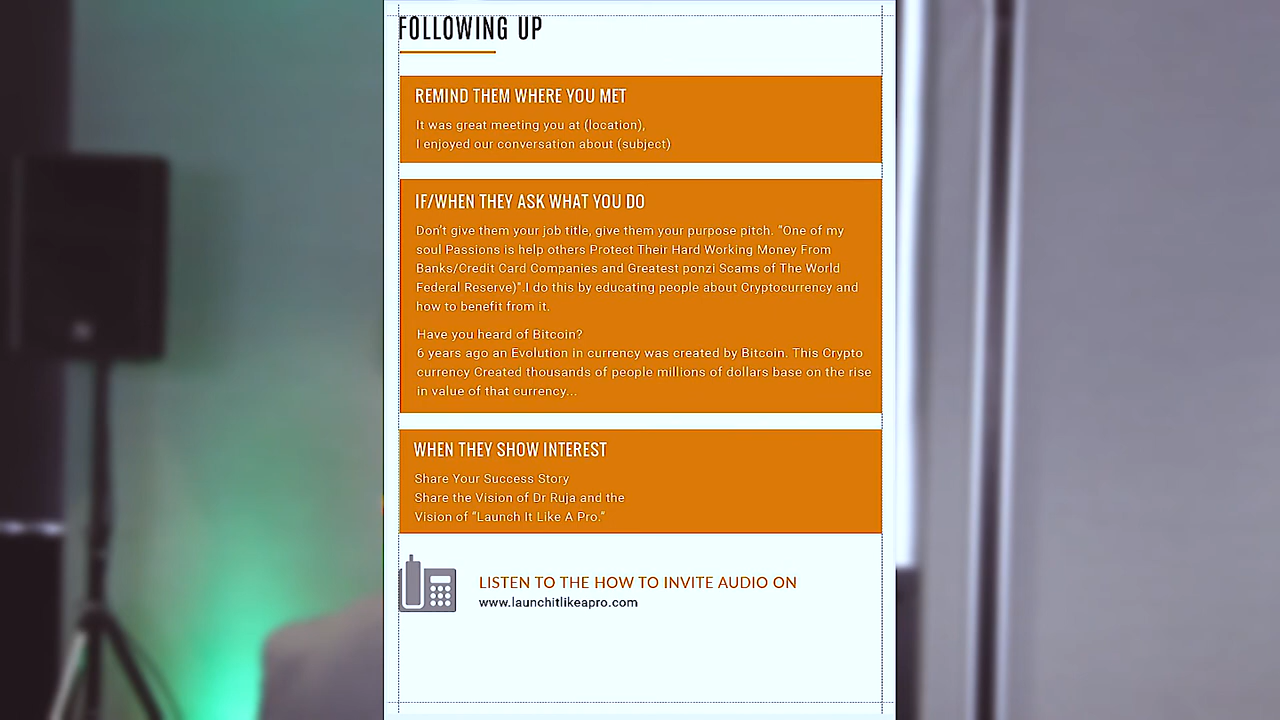 FOLLOWING UP
REMIND THEM WHERE YOU MET
It was great meeting you at (location),
I enjoyed our conversation about (subject)
IF/WHEN THEY ASK WHAT YOU DO
Don't give them your job title, give them your purpose pitch. "One of my
soul Passions is help others Protect Their Hard Working Money From
Banks/Credit Card Companies and Greatest ponzi Scams of The World
Federal Reserve)".I do this by educating people about Cryptocurrency and
how to benefit from it.
Have you heard of Bitcoin?
6 years ago an Evolution in currency was created by Bitcoin. This Crypto
currency Created thousands of people millions of dollars base on the rise
in value of that currency...
WHEN THEY SHOW INTEREST
Share Your Success Story
Share the Vision of Dr Ruja and the
Vision of “Launch It Like A Pro.”
LISTEN TO THE HOW TO INVITE AUDIO ON
www.launchitlikeapro.com